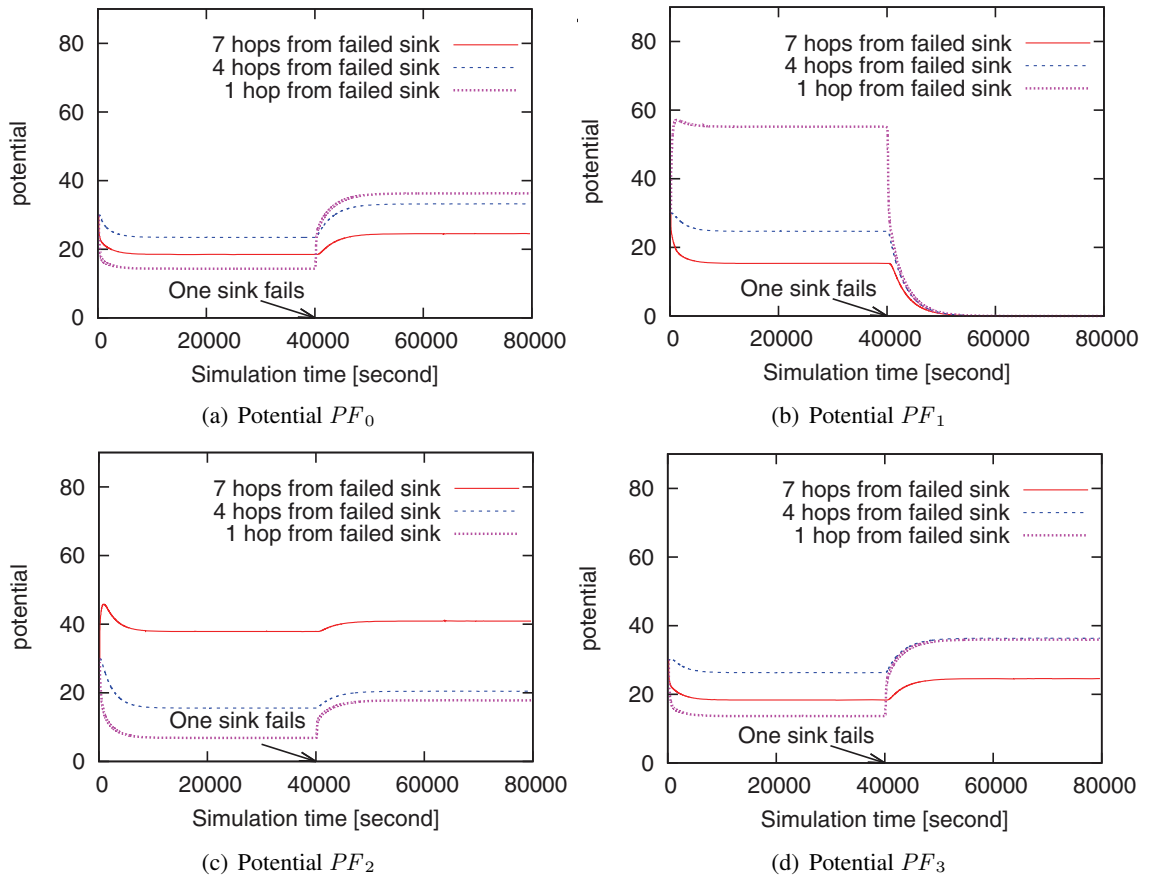 80
60
40
20
0
potential
7 hops from failed sink
4 hops from failed sink
1 hop from failed sink
One sink fails
0 20000 40000 60000 80000
Simulation time [second]
(a) Potential PF₀
80
60
40
20
0
potential
7 hops from failed sink
4 hops from failed sink
1 hop from failed sink
One sink fails
0 20000 40000 60000 80000
Simulation time [second]
(b) Potential PF₁
80
60
40
20
0
potential
7 hops from failed sink
4 hops from failed sink
1 hop from failed sink
One sink fails
0 20000 40000 60000 80000
Simulation time [second]
(c) Potential PF₂
80
60
40
20
0
potential
7 hops from failed sink
4 hops from failed sink
1 hop from failed sink
One sink fails
0 20000 40000 60000 80000
Simulation time [second]
(d) Potential PF₃